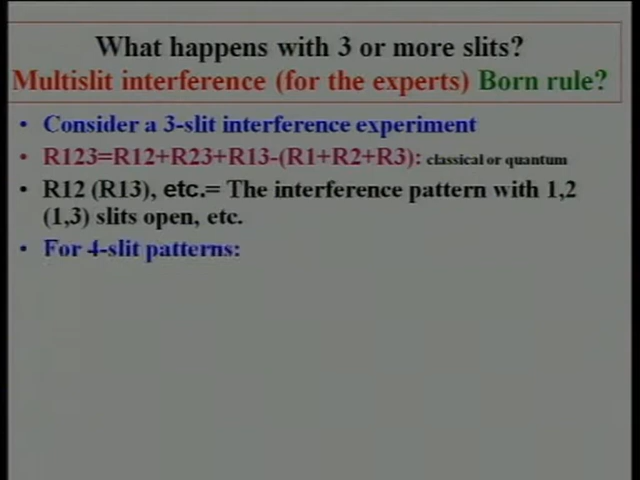 What happens with 3 or more slits?
Multislit interference (for the experts) Born rule?
• Consider a 3-slit interference experiment
• R123=R12+R23+R13-(R1+R2+R3): classical or quantum
• R12 (R13), etc.= The interference pattern with 1,2
(1,3) slits open, etc.
• For 4-slit patterns: